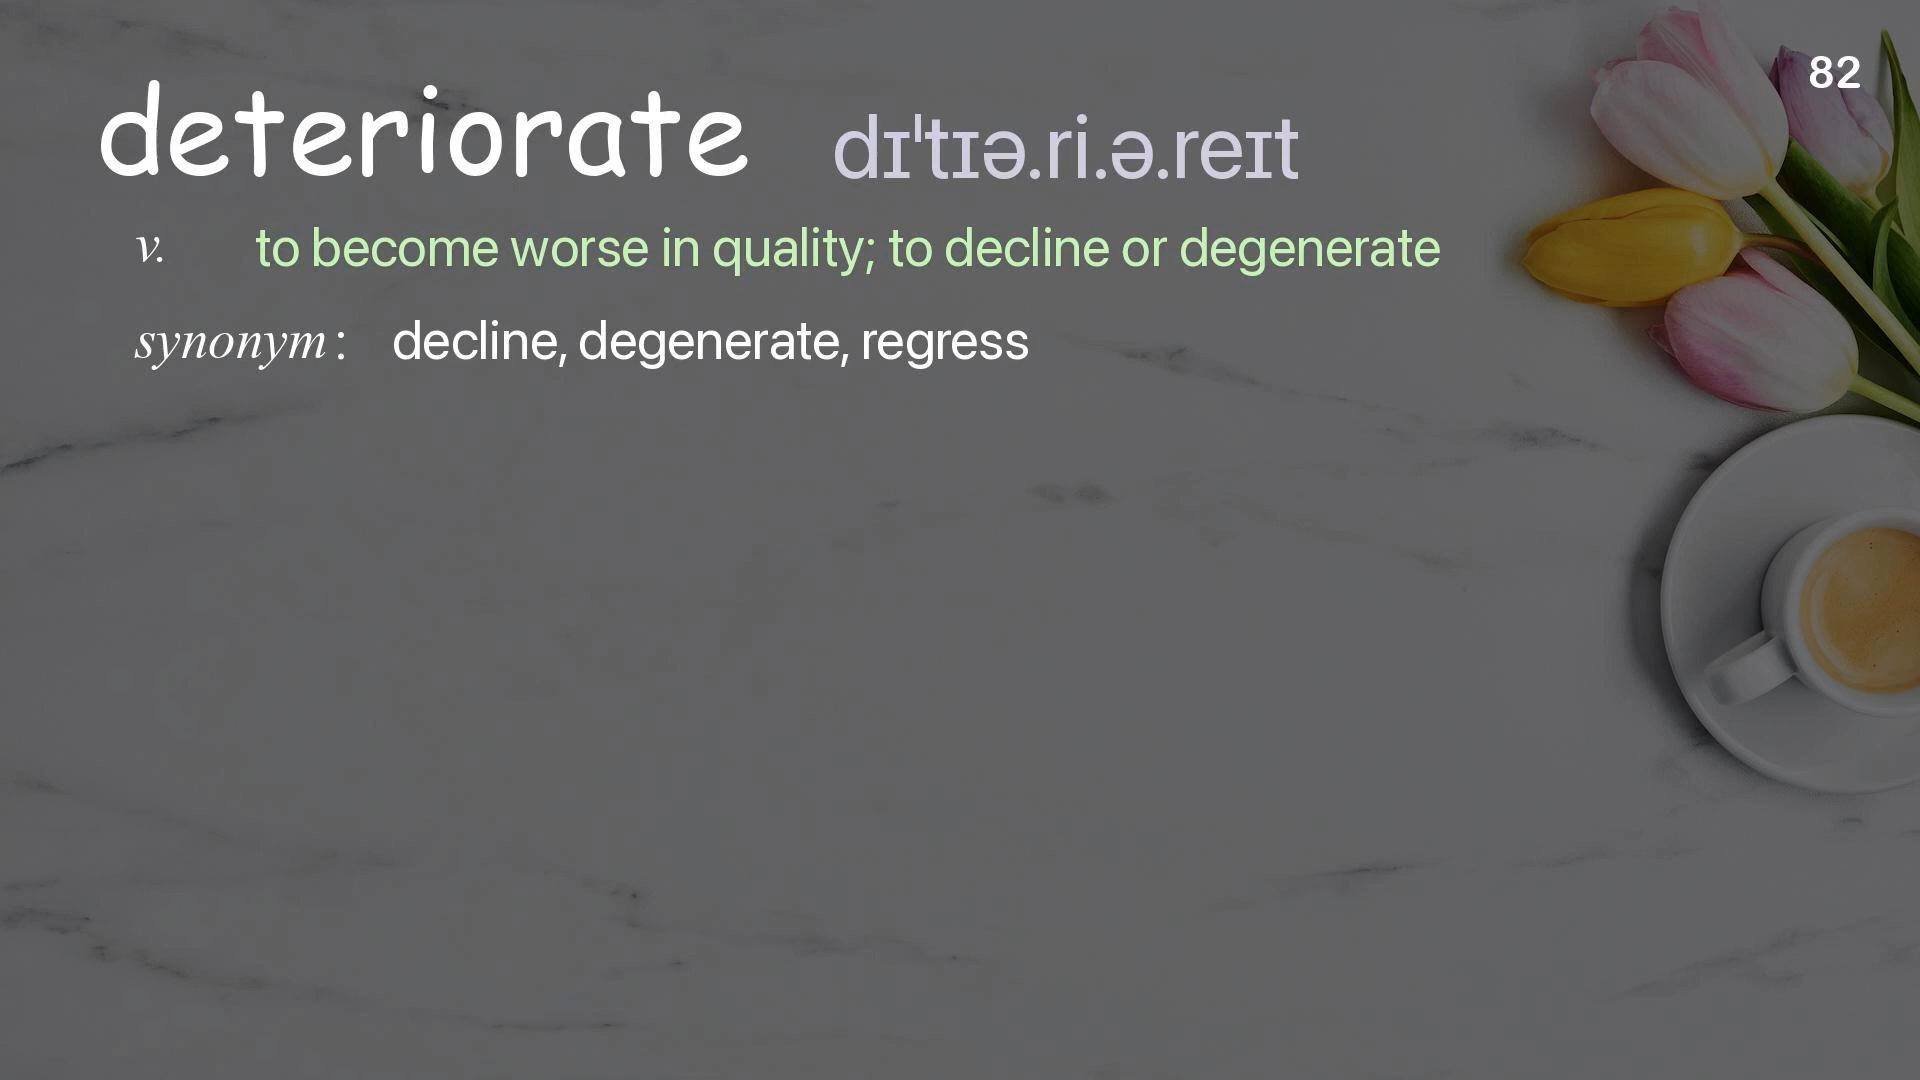 82
deteriorate dɪˈtɪə.ri.ə.reɪt
v. to become worse in quality; to decline or degenerate
synonym : decline, degenerate, regress